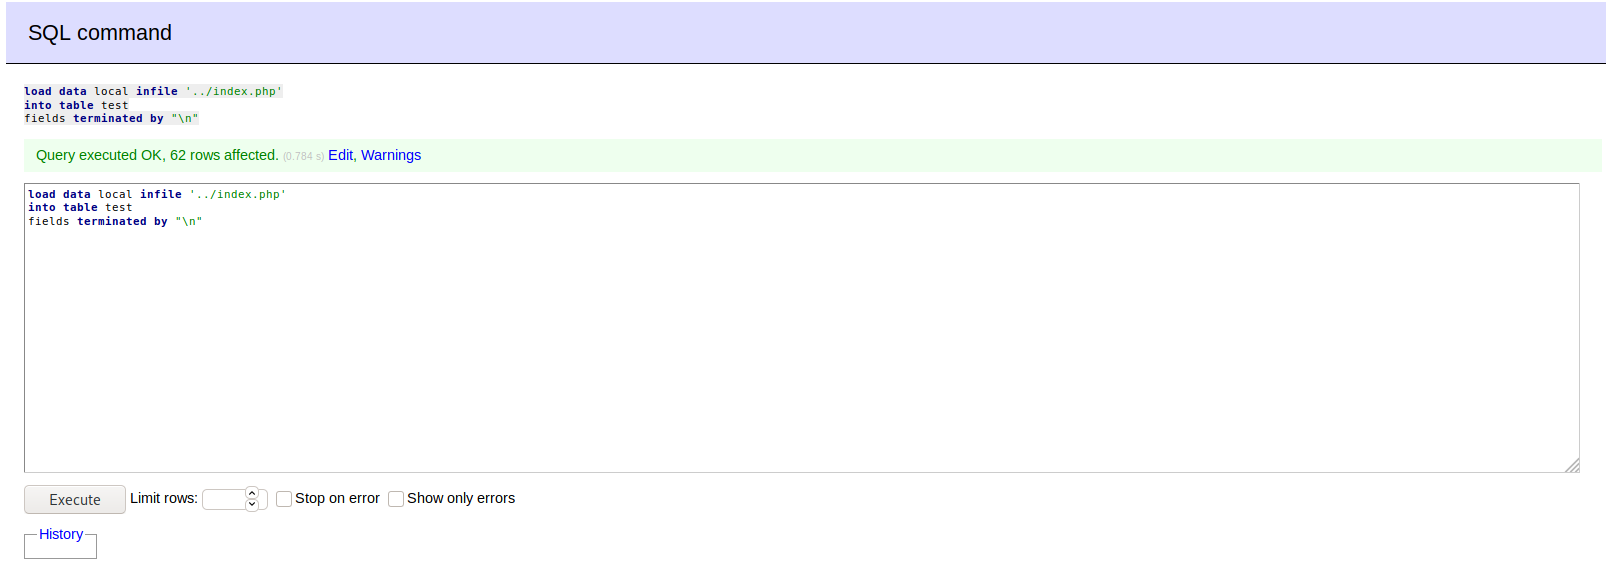 SQL command
load data local infile '../index.php'
into table test
fields terminated by "\n"
Query executed OK, 62 rows affected. (0.784 s) Edit, Warnings
load data local infile '../index.php'
into table test
fields terminated by "\n"
Execute Limit rows: Stop on error Show only errors
History